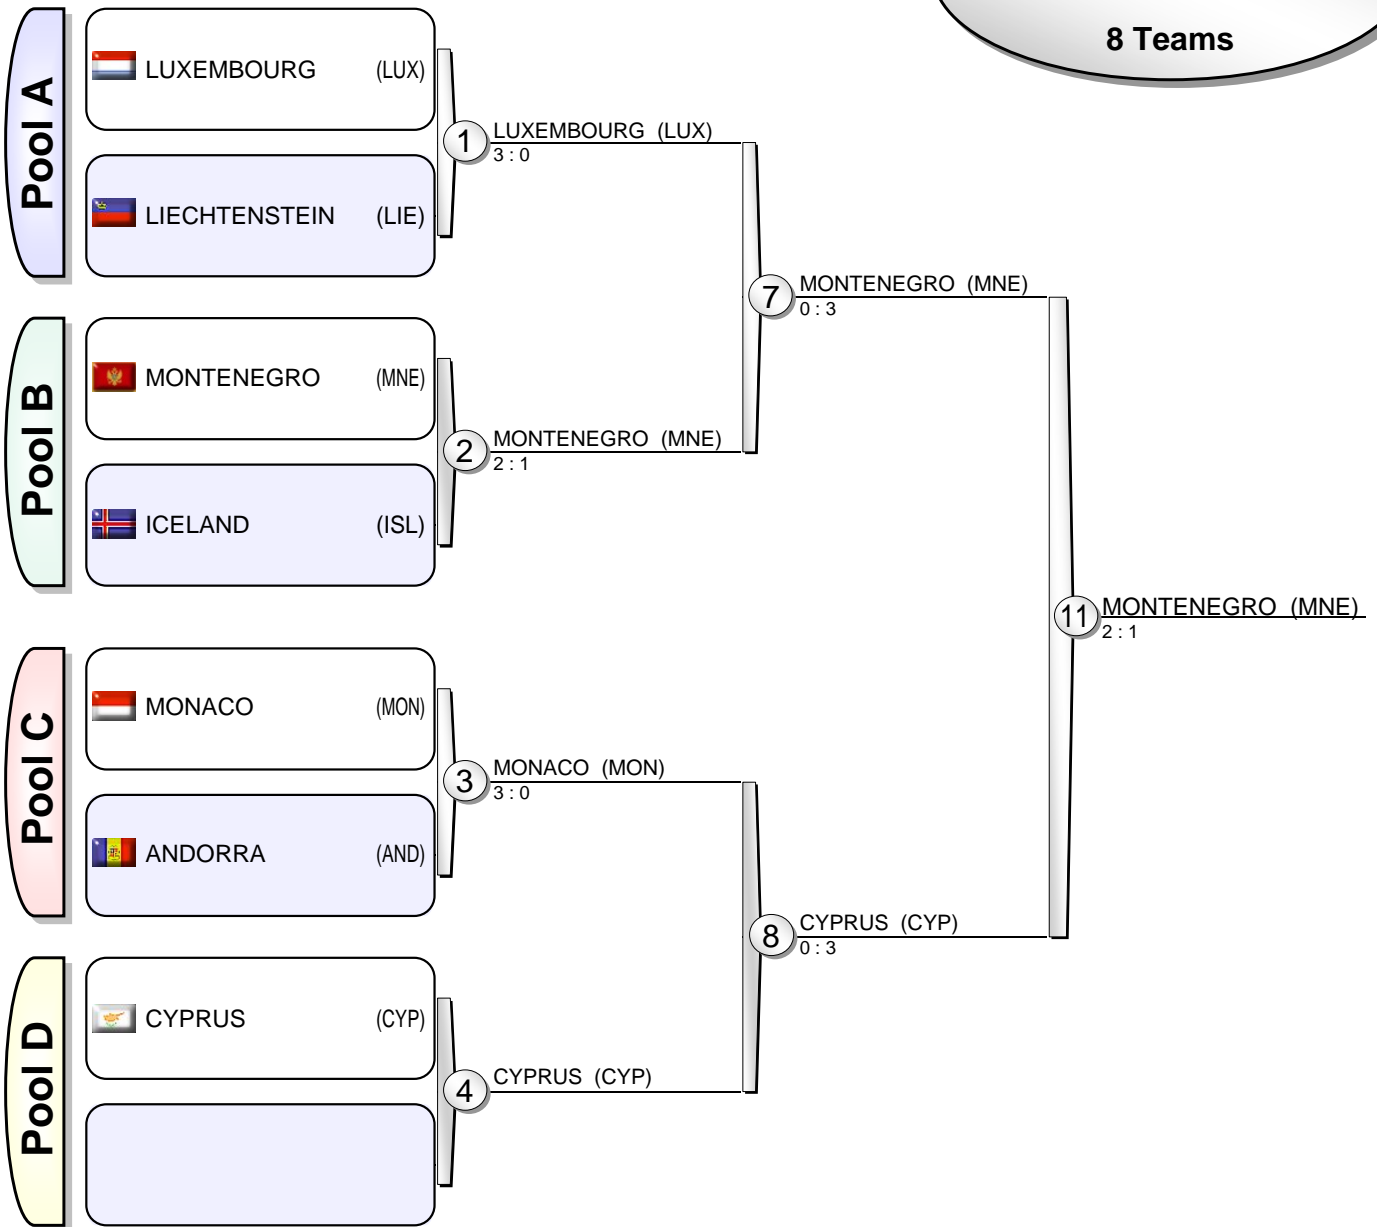 8 Teams
Pool A
LUXEMBOURG (LUX)
LIECHTENSTEIN (LIE)
1 LUXEMBOURG (LUX)
3 : 0
Pool B
MONTENEGRO (MNE)
ICELAND (ISL)
2 MONTENEGRO (MNE)
2 : 1
7 MONTENEGRO (MNE)
0 : 3
Pool C
MONACO (MON)
ANDORRA (AND)
3 MONACO (MON)
3 : 0
Pool D
CYPRUS (CYP)
4 CYPRUS (CYP)
8 CYPRUS (CYP)
0 : 3
11 MONTENEGRO (MNE)
2 : 1